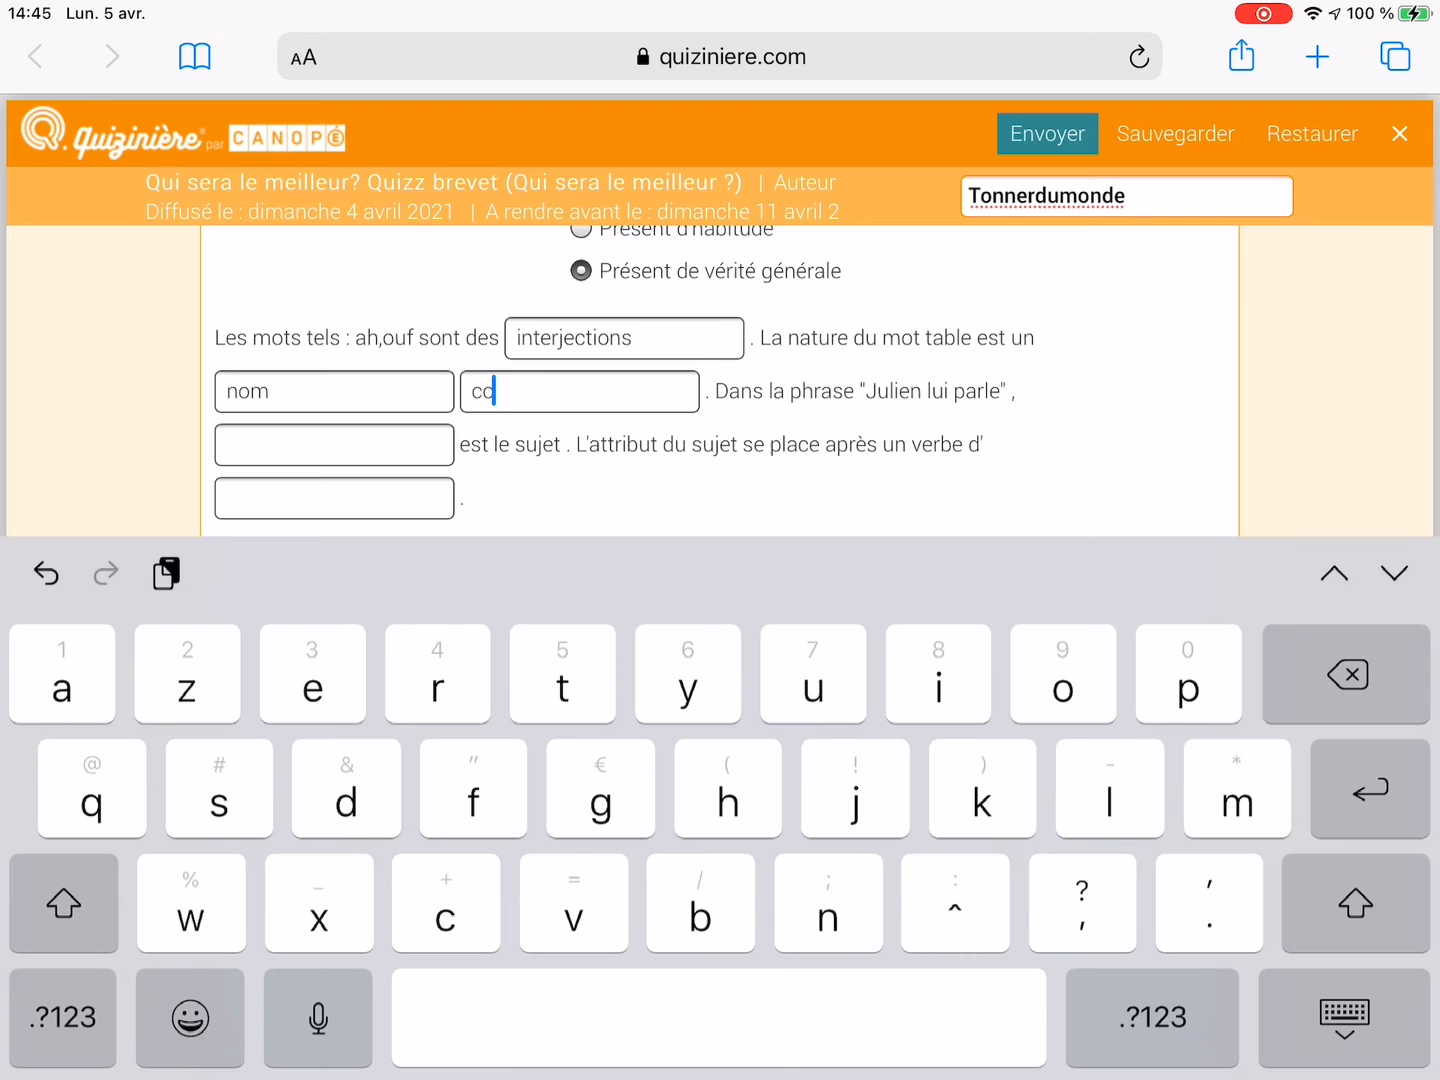 14:45 Lun. 5 avr. 100 %
AA quiziniere.com
Quizinière par CANOPÉ Envoyer Sauvegarder Restaurer ×
Qui sera le meilleur? Quizz brevet (Qui sera le meilleur ?) | Auteur
Tonnerdumonde
Diffusé le : dimanche 4 avril 2021 | A rendre avant le : dimanche 11 avril 2
Présent d'habitude
Présent de vérité générale
Les mots tels : ah,ouf sont des interjections . La nature du mot table est un
nom co . Dans la phrase "Julien lui parle" ,
est le sujet . L'attribut du sujet se place après un verbe d'
.
1 2 3 4 5 6 7 8 9 0
a z e r t y u i o p
@ # & " € ( ! ) - *
q s d f g h j k l m
% _ + = / ; : ? '
w x c v b n ^ , .
.?123 .?123